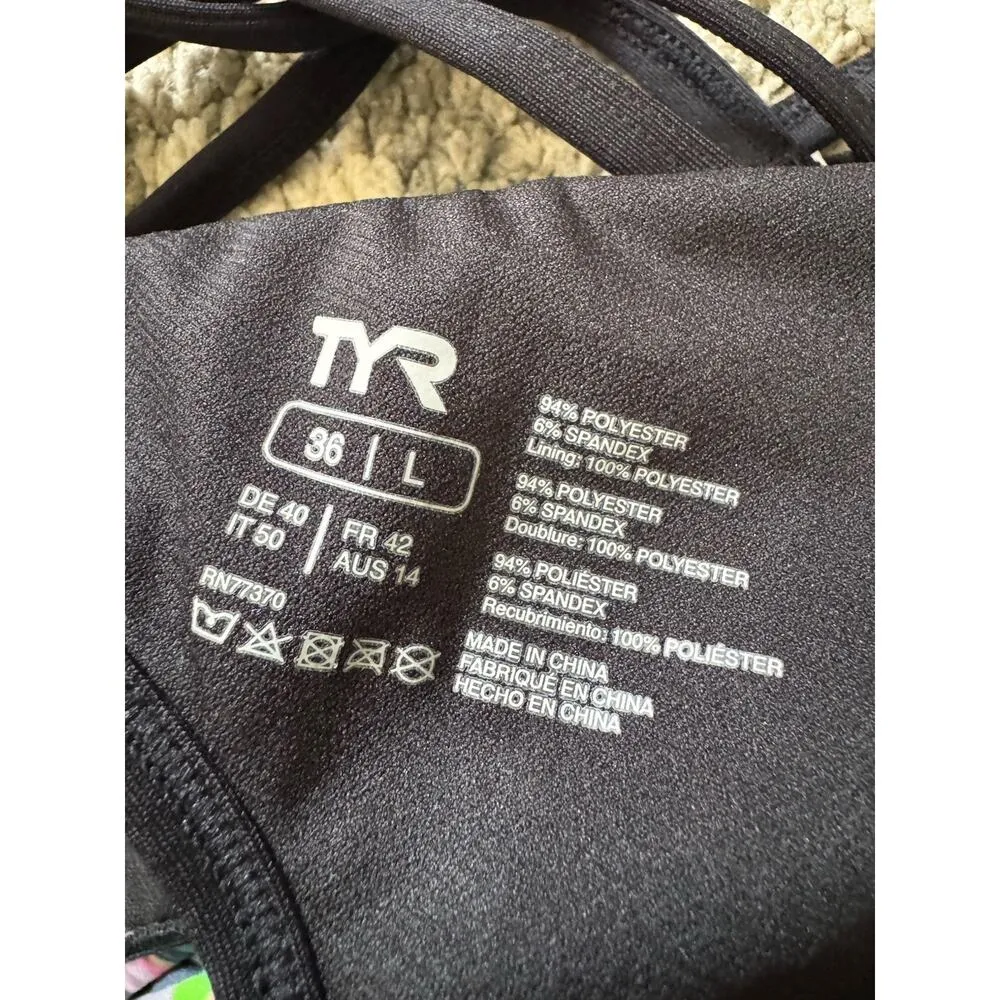 TYR
36 | L
DE 40 | FR 42
IT 50 | AUS 14
RN77370
94% POLYESTER
6% SPANDEX
Lining: 100% POLYESTER
94% POLYESTER
6% SPANDEX
Doublure: 100% POLYESTER
94% POLIÉSTER
6% SPANDEX
Recubrimiento: 100% POLIÉSTER
MADE IN CHINA
FABRIQUÉ EN CHINA
HECHO EN CHINA